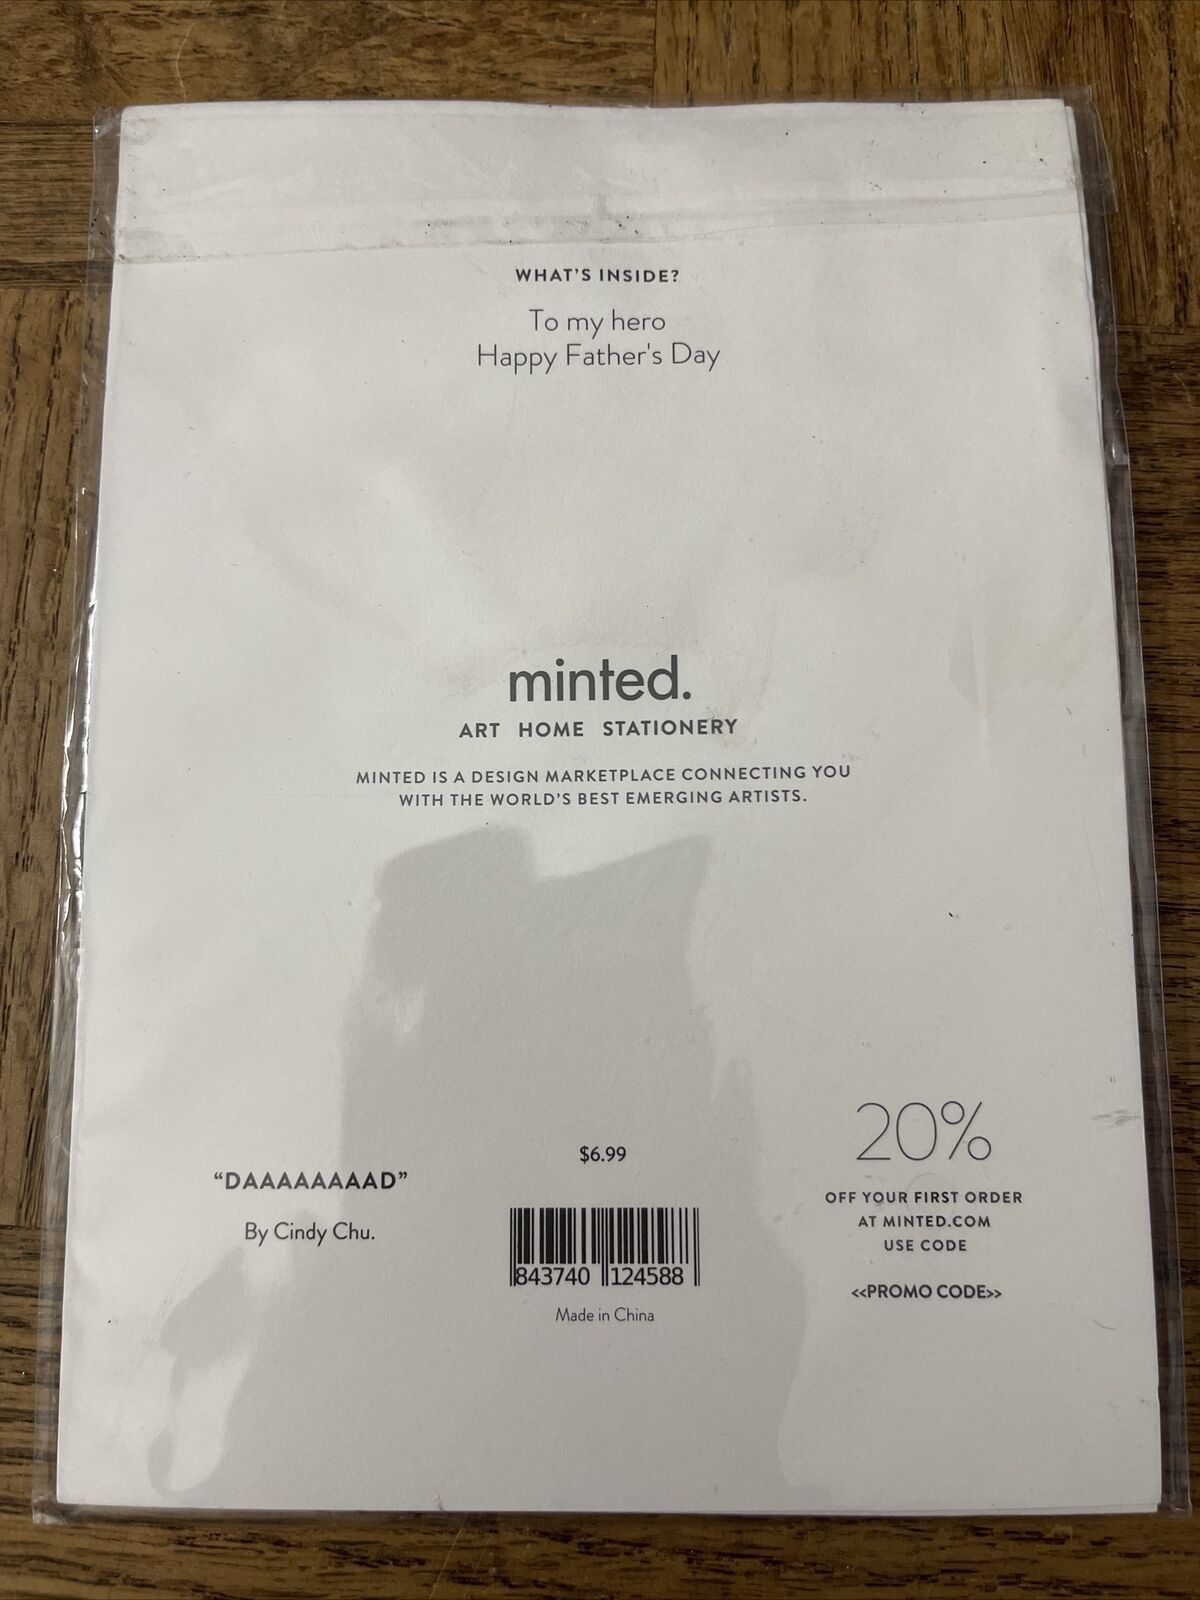 WHAT'S INSIDE?
To my hero
Happy Father's Day
minted.
ART HOME STATIONERY
MINTED IS A DESIGN MARKETPLACE CONNECTING YOU
WITH THE WORLD'S BEST EMERGING ARTISTS.
“DAAAAAAAAD”
By Cindy Chu.
$6.99
843740 124588
Made in China
20%
OFF YOUR FIRST ORDER
AT MINTED.COM
USE CODE
<<PROMO CODE>>